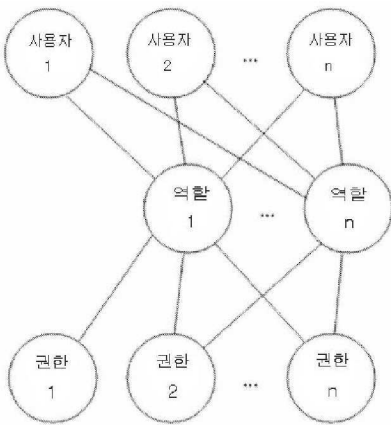 사용자 사용자 사용자
1 2 ... n
역할 역할
1 ... n
권한 권한 권한
1 2 ... n